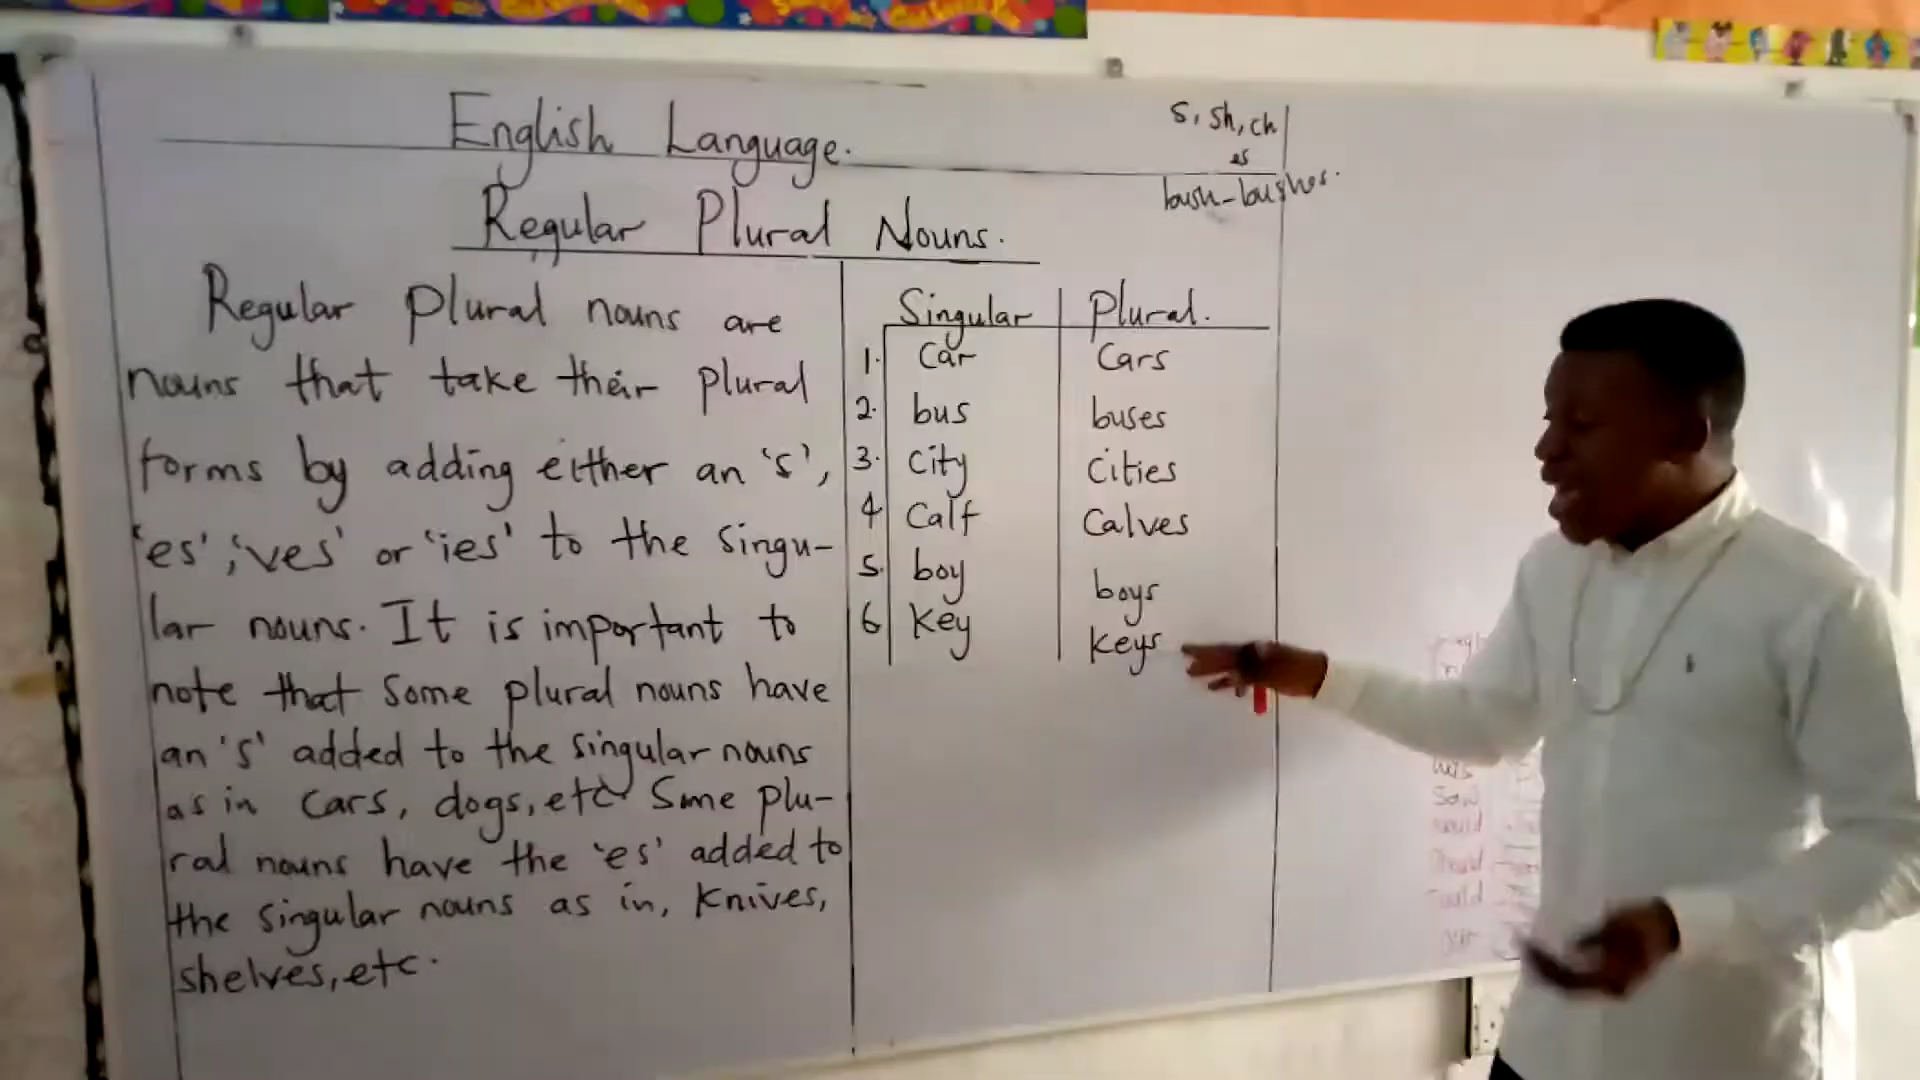 English Language.
s, sh, ch
es
bush-bushes.
Regular Plural Nouns.
Regular plural nouns are
nouns that take their plural
forms by adding either an 's',
'es', 'ves' or 'ies' to the singu-
lar nouns. It is important to
note that some plural nouns have
an 's' added to the singular nouns
as in cars, dogs, etc. Some plu-
ral nouns have the 'es' added to
the singular nouns as in, knives,
shelves, etc.
Singular Plural.
1. Car Cars
2. bus buses
3. City Cities
4 Calf Calves
5. boy boys
6 Key keys
Saw